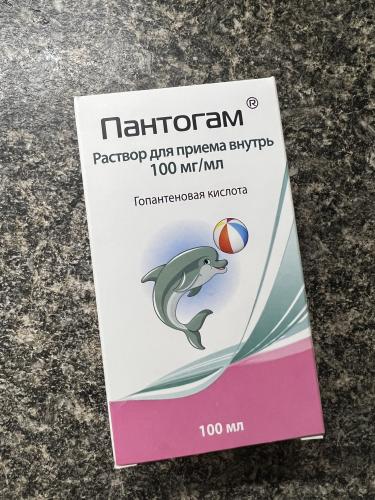 Пантогам ®
Раствор для приема внутрь
100 мг/мл
Гопантеновая кислота
100 мл